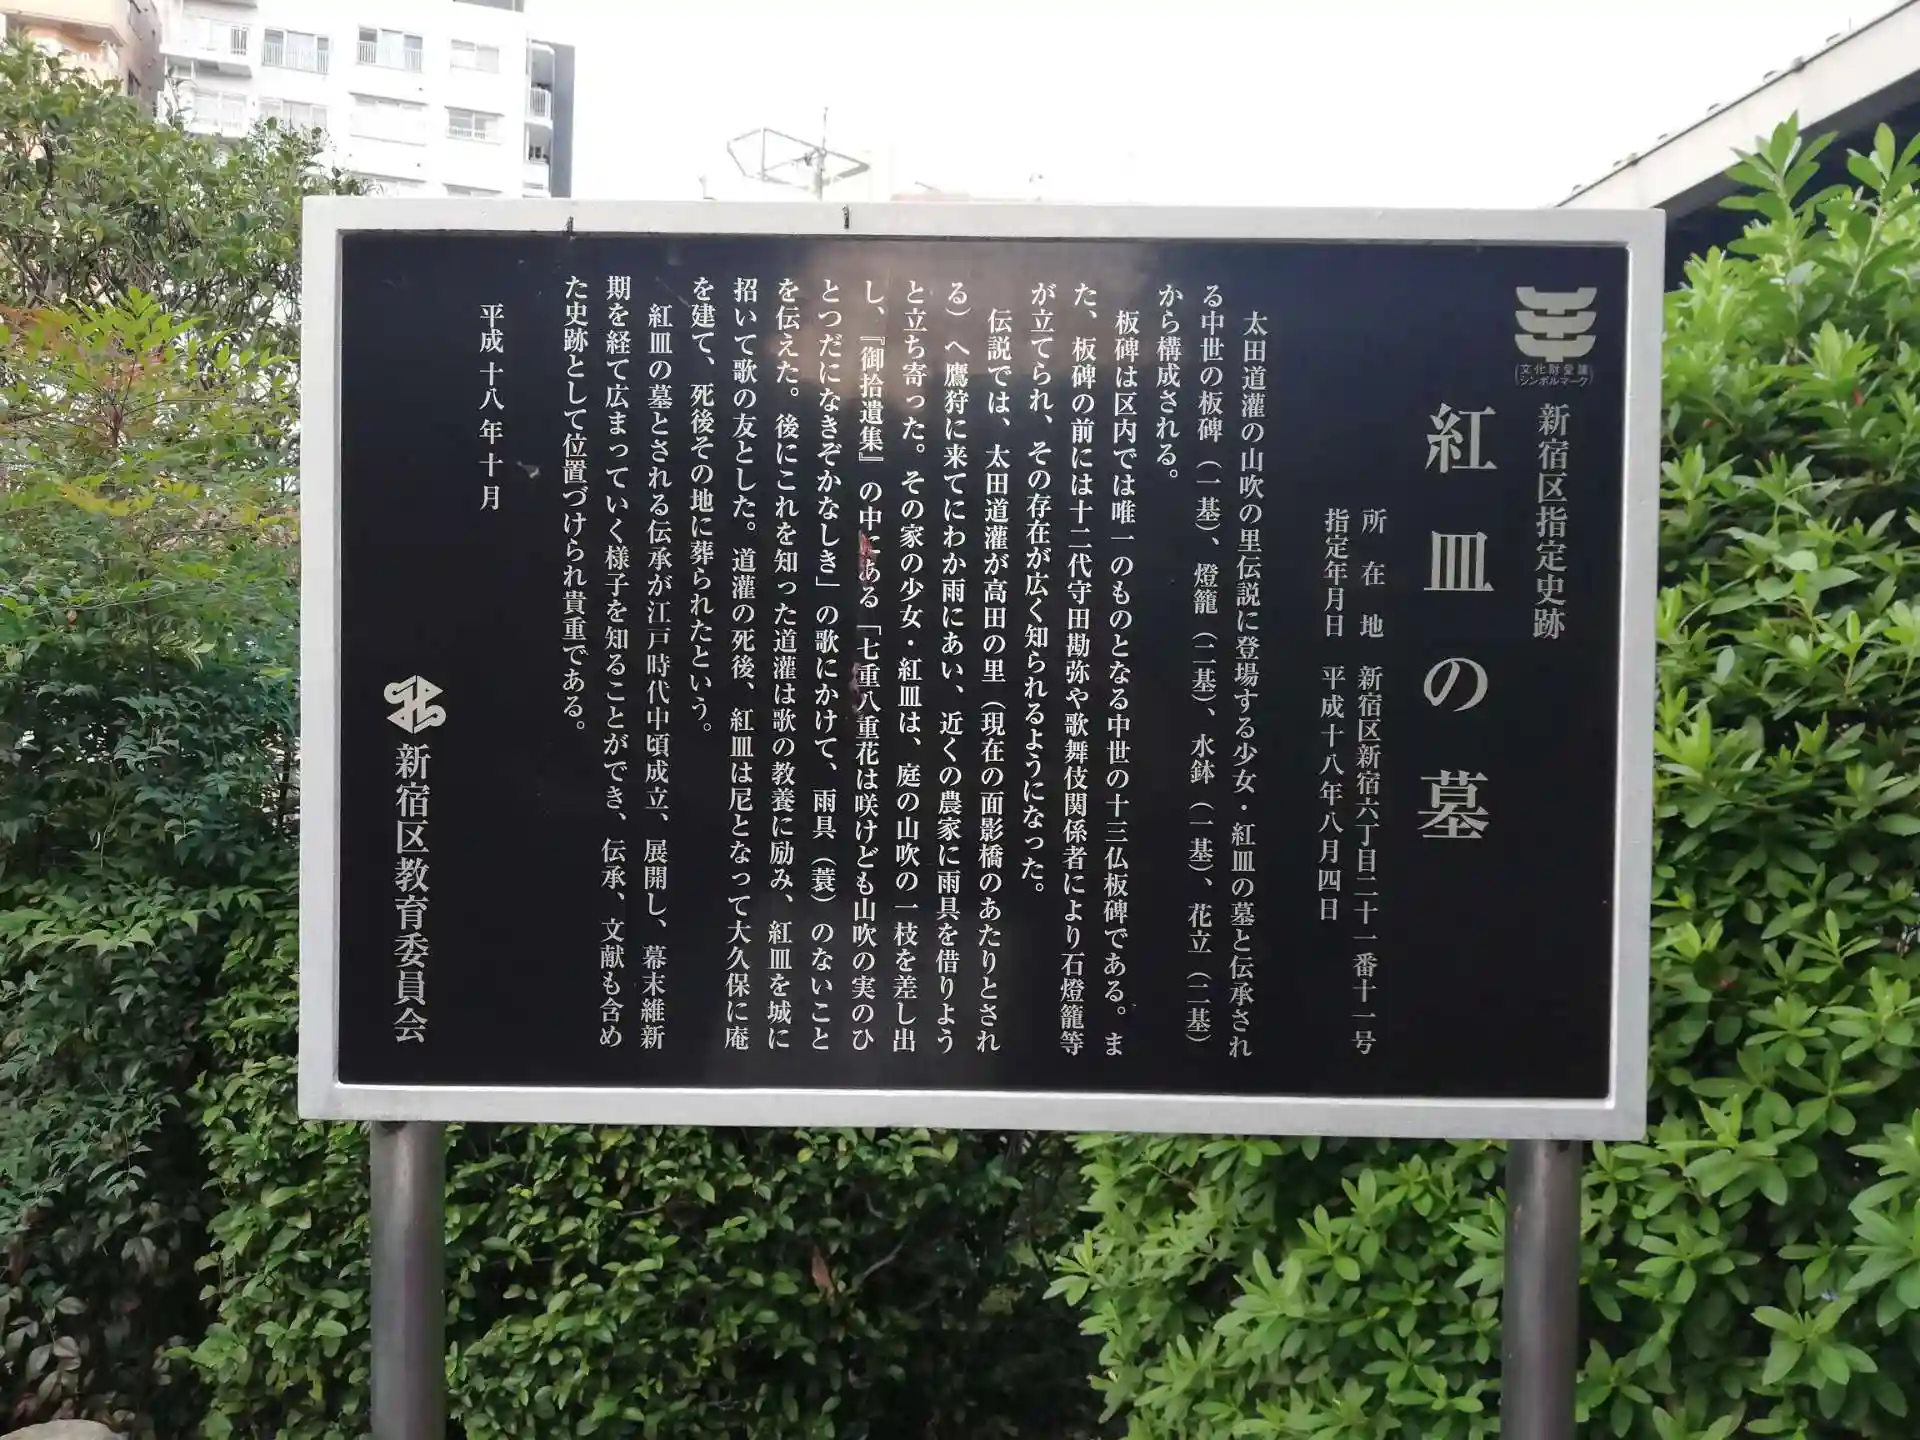 文化財愛護
シンボルマーク
新宿区指定史跡
紅皿の墓
所在地 新宿区新宿六丁目二十一番十一号
指定年月日 平成十八年八月四日
太田道灌の山吹の里伝説に登場する少女・紅皿の墓と伝承され
る中世の板碑（一基）、燈籠（二基）、水鉢（一基）、花立（二基）
から構成される。
板碑は区内では唯一のものとなる中世の十三仏板碑である。ま
た、板碑の前には十二代守田勘弥や歌舞伎関係者により石燈籠等
が立てられ、その存在が広く知られるようになった。
伝説では、太田道灌が高田の里（現在の面影橋のあたりとされ
る）へ鷹狩に来てにわか雨にあい、近くの農家に雨具を借りよう
と立ち寄った。その家の少女・紅皿は、庭の山吹の一枝を差し出
し、『御拾遺集』の中にある「七重八重花は咲けども山吹の実のひ
とつだになきぞかなしき」の歌にかけて、雨具（蓑）のないこと
を伝えた。後にこれを知った道灌は歌の教養に励み、紅皿を城に
招いて歌の友とした。道灌の死後、紅皿は尼となって大久保に庵
を建て、死後その地に葬られたという。
紅皿の墓とされる伝承が江戸時代中頃成立、展開し、幕末維新
期を経て広まっていく様子を知ることができ、伝承、文献も含め
た史跡として位置づけられ貴重である。
平成十八年十月
新宿区教育委員会